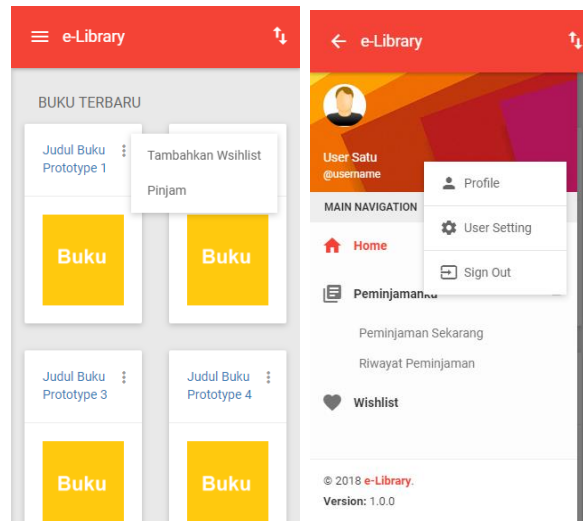 e-Library
BUKU TERBARU
Judul Buku
Prototype 1
Tambahkan Wsihlist
Pinjam
Buku
Buku
Judul Buku
Prototype 3
Judul Buku
Prototype 4
Buku
Buku
e-Library
User Satu
@username
Profile
User Setting
Sign Out
MAIN NAVIGATION
Home
Peminjamanku
Peminjaman Sekarang
Riwayat Peminjaman
Wishlist
© 2018 e-Library.
Version: 1.0.0